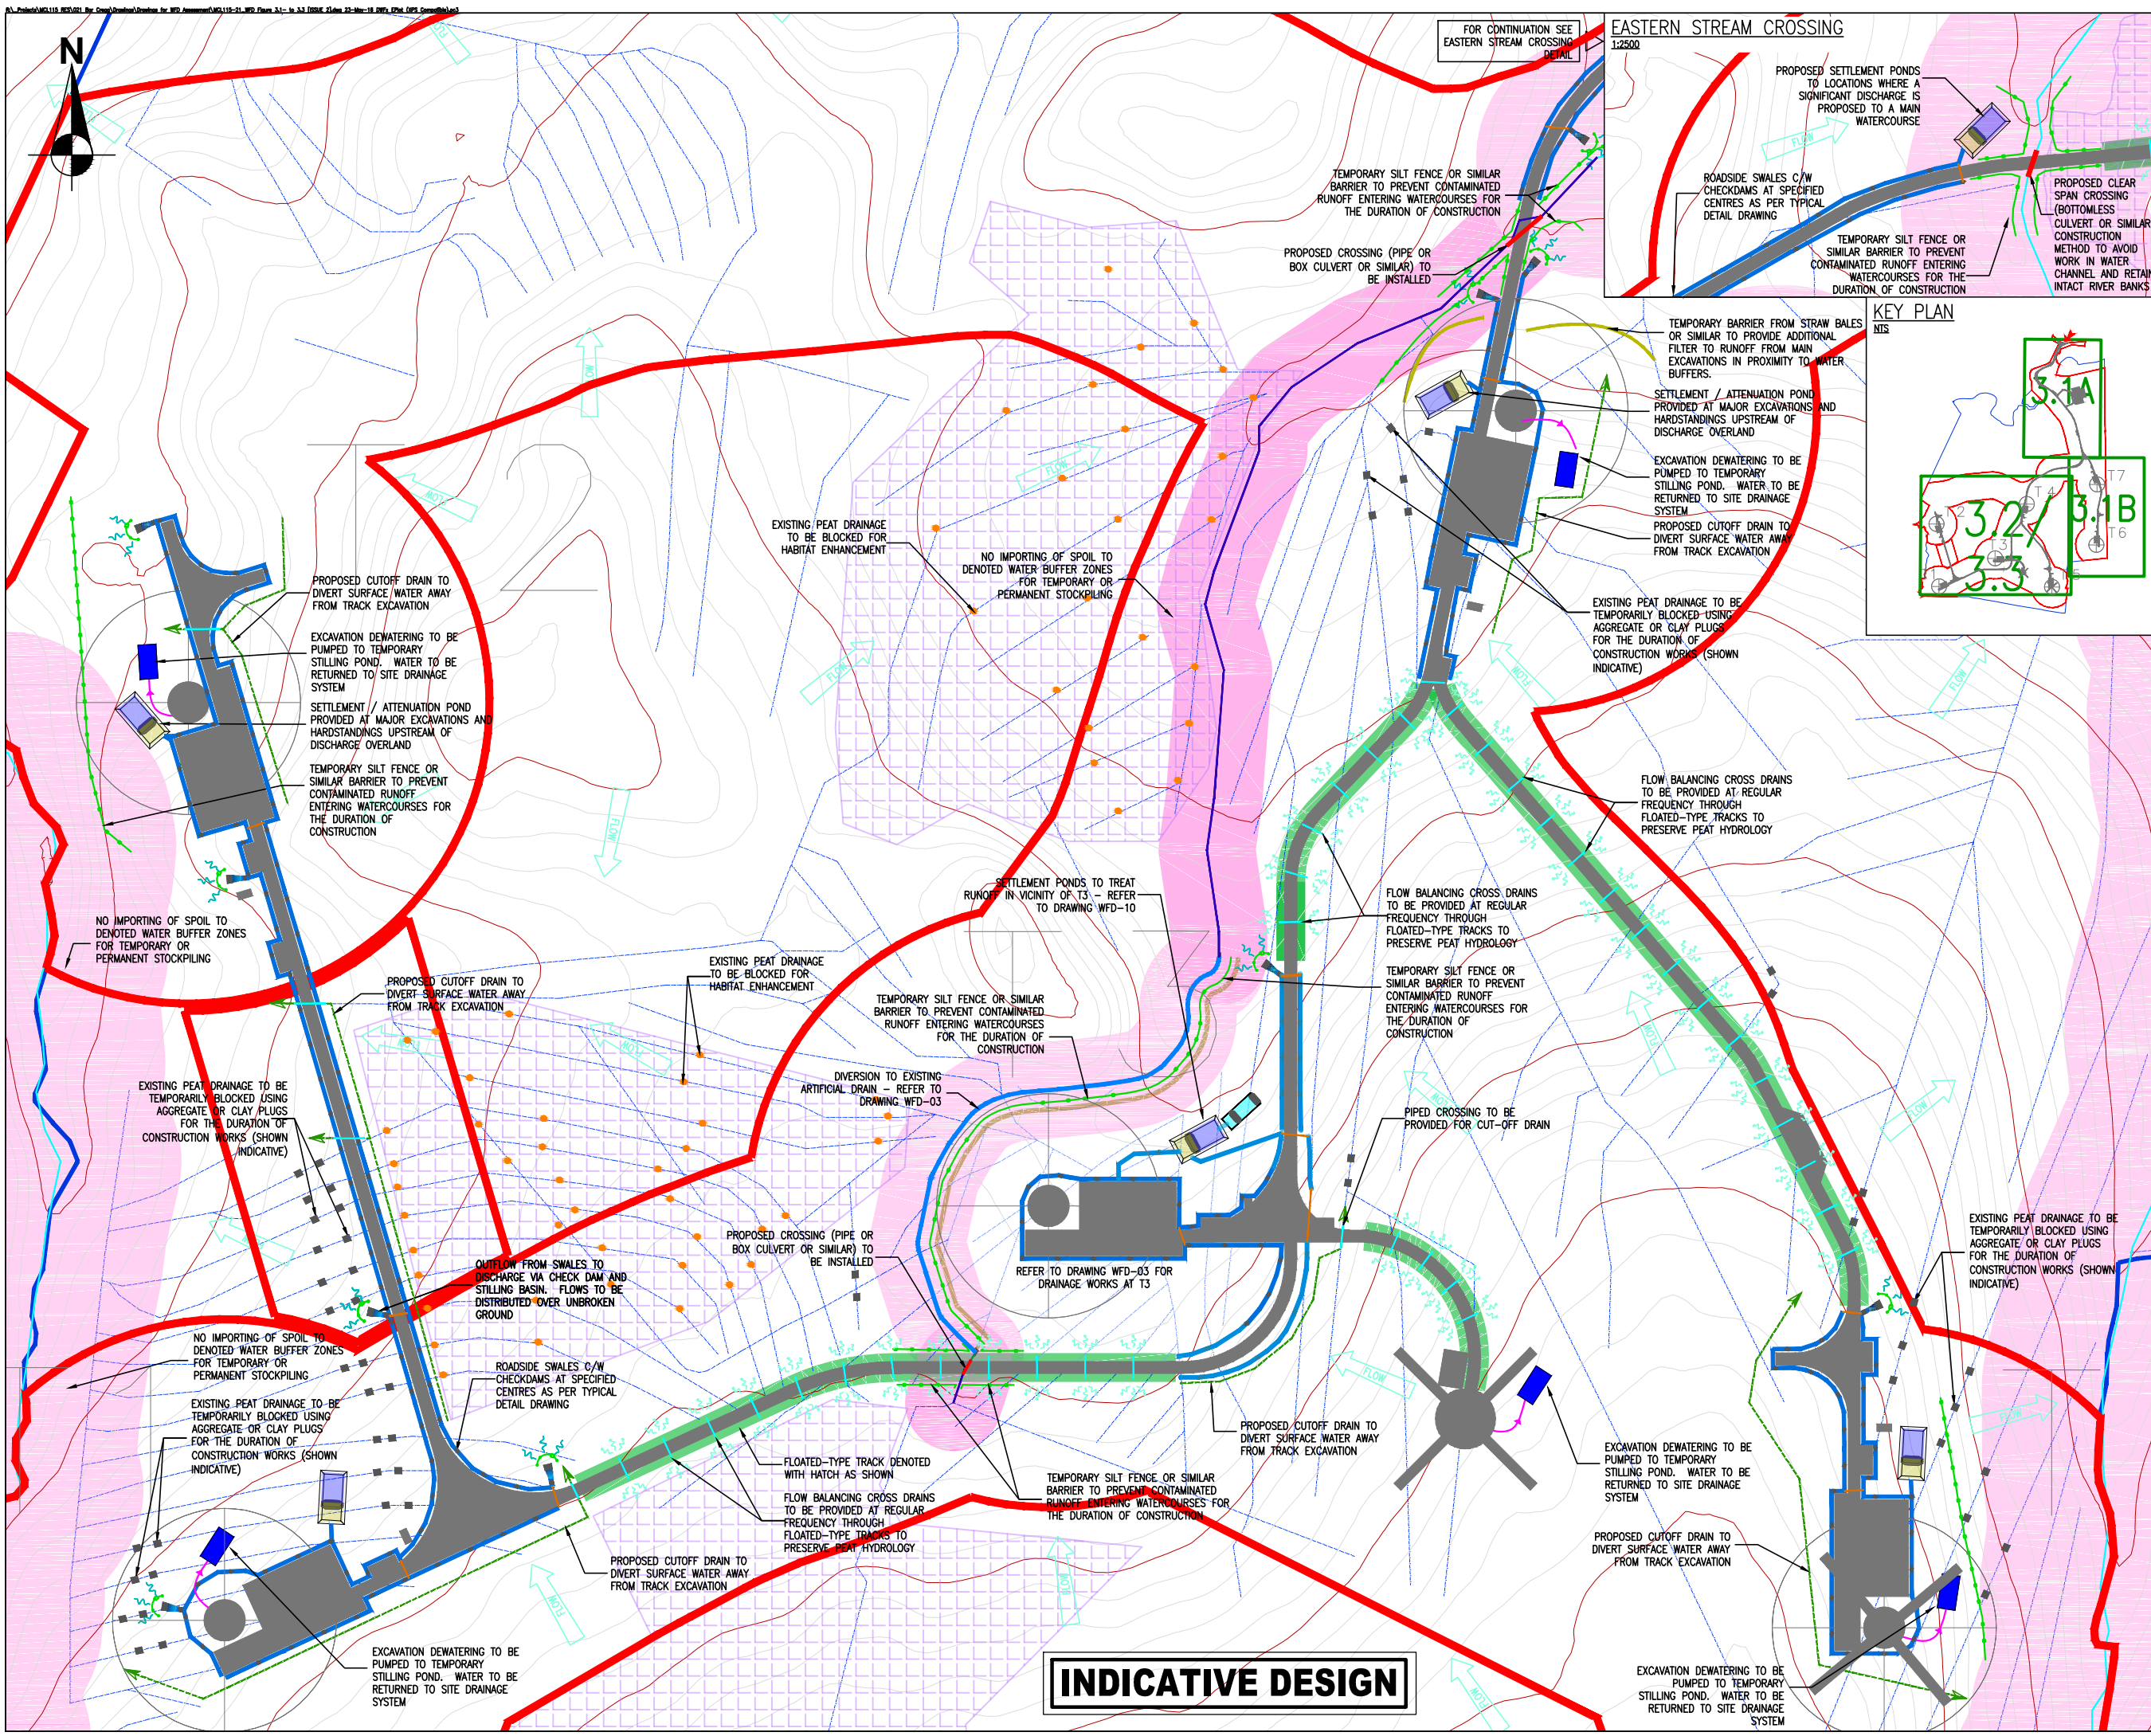 N
FOR CONTINUATION SEE
EASTERN STREAM CROSSING
DETAIL
EASTERN STREAM CROSSING
1:2500
PROPOSED SETTLEMENT PONDS
TO LOCATIONS WHERE A
SIGNIFICANT DISCHARGE IS
PROPOSED TO A MAIN
WATERCOURSE
FLOW
ROADSIDE SWALES C/W
CHECKDAMS AT SPECIFIED
CENTRES AS PER TYPICAL
DETAIL DRAWING
PROPOSED CLEAR
SPAN CROSSING
(BOTTOMLESS
CULVERT OR SIMILAR
CONSTRUCTION
METHOD TO AVOID
WORK IN WATER
CHANNEL AND RETAIN
INTACT RIVER BANKS
TEMPORARY SILT FENCE OR
SIMILAR BARRIER TO PREVENT
CONTAMINATED RUNOFF ENTERING
WATERCOURSES FOR THE
DURATION OF CONSTRUCTION
KEY PLAN
NTS
3.1A
3.1B
3.2/
3.3
T7
T6
T4
T2
T3
TEMPORARY SILT FENCE OR SIMILAR
BARRIER TO PREVENT CONTAMINATED
RUNOFF ENTERING WATERCOURSES FOR
THE DURATION OF CONSTRUCTION
PROPOSED CROSSING (PIPE OR
BOX CULVERT OR SIMILAR) TO
BE INSTALLED
TEMPORARY BARRIER FROM STRAW BALES
OR SIMILAR TO PROVIDE ADDITIONAL
FILTER TO RUNOFF FROM MAIN
EXCAVATIONS IN PROXIMITY TO WATER
BUFFERS.
SETTLEMENT / ATTENUATION POND
PROVIDED AT MAJOR EXCAVATIONS AND
HARDSTANDINGS UPSTREAM OF
DISCHARGE OVERLAND
EXCAVATION DEWATERING TO BE
PUMPED TO TEMPORARY
STILLING POND. WATER TO BE
RETURNED TO SITE DRAINAGE
SYSTEM
PROPOSED CUTOFF DRAIN TO
DIVERT SURFACE WATER AWAY
FROM TRACK EXCAVATION
EXISTING PEAT DRAINAGE TO BE
TEMPORARILY BLOCKED USING
AGGREGATE OR CLAY PLUGS
FOR THE DURATION OF
CONSTRUCTION WORKS (SHOWN
INDICATIVE)
EXISTING PEAT DRAINAGE
TO BE BLOCKED FOR
HABITAT ENHANCEMENT
NO IMPORTING OF SPOIL TO
DENOTED WATER BUFFER ZONES
FOR TEMPORARY OR
PERMANENT STOCKPILING
T2
PROPOSED CUTOFF DRAIN TO
DIVERT SURFACE WATER AWAY
FROM TRACK EXCAVATION
EXCAVATION DEWATERING TO BE
PUMPED TO TEMPORARY
STILLING POND. WATER TO BE
RETURNED TO SITE DRAINAGE
SYSTEM
SETTLEMENT / ATTENUATION POND
PROVIDED AT MAJOR EXCAVATIONS AND
HARDSTANDINGS UPSTREAM OF
DISCHARGE OVERLAND
TEMPORARY SILT FENCE OR
SIMILAR BARRIER TO PREVENT
CONTAMINATED RUNOFF
ENTERING WATERCOURSES FOR
THE DURATION OF
CONSTRUCTION
FLOW
FLOW
FLOW
FLOW
FLOW
FLOW BALANCING CROSS DRAINS
TO BE PROVIDED AT REGULAR
FREQUENCY THROUGH
FLOATED-TYPE TRACKS TO
PRESERVE PEAT HYDROLOGY
SETTLEMENT PONDS TO TREAT
RUNOFF IN VICINITY OF T3 - REFER
TO DRAWING WFD-10
FLOW BALANCING CROSS DRAINS
TO BE PROVIDED AT REGULAR
FREQUENCY THROUGH
FLOATED-TYPE TRACKS TO
PRESERVE PEAT HYDROLOGY
NO IMPORTING OF SPOIL TO
DENOTED WATER BUFFER ZONES
FOR TEMPORARY OR
PERMANENT STOCKPILING
PROPOSED CUTOFF DRAIN TO
DIVERT SURFACE WATER AWAY
FROM TRACK EXCAVATION
EXISTING PEAT DRAINAGE
TO BE BLOCKED FOR
HABITAT ENHANCEMENT
TEMPORARY SILT FENCE OR SIMILAR
BARRIER TO PREVENT CONTAMINATED
RUNOFF ENTERING WATERCOURSES
FOR THE DURATION OF
CONSTRUCTION
TEMPORARY SILT FENCE OR
SIMILAR BARRIER TO PREVENT
CONTAMINATED RUNOFF
ENTERING WATERCOURSES FOR
THE DURATION OF
CONSTRUCTION
DIVERSION TO EXISTING
ARTIFICIAL DRAIN - REFER TO
DRAWING WFD-03
EXISTING PEAT DRAINAGE TO BE
TEMPORARILY BLOCKED USING
AGGREGATE OR CLAY PLUGS
FOR THE DURATION OF
CONSTRUCTION WORKS (SHOWN
INDICATIVE)
PIPED CROSSING TO BE
PROVIDED FOR CUT-OFF DRAIN
FLOW
FLOW
FLOW
PROPOSED CROSSING (PIPE OR
BOX CULVERT OR SIMILAR) TO
BE INSTALLED
REFER TO DRAWING WFD-03 FOR
DRAINAGE WORKS AT T3
OUTFLOW FROM SWALES TO
DISCHARGE VIA CHECK DAM AND
STILLING BASIN. FLOWS TO BE
DISTRIBUTED OVER UNBROKEN
GROUND
EXISTING PEAT DRAINAGE TO BE
TEMPORARILY BLOCKED USING
AGGREGATE OR CLAY PLUGS
FOR THE DURATION OF
CONSTRUCTION WORKS (SHOWN
INDICATIVE)
NO IMPORTING OF SPOIL TO
DENOTED WATER BUFFER ZONES
FOR TEMPORARY OR
PERMANENT STOCKPILING
ROADSIDE SWALES C/W
CHECKDAMS AT SPECIFIED
CENTRES AS PER TYPICAL
DETAIL DRAWING
EXISTING PEAT DRAINAGE TO BE
TEMPORARILY BLOCKED USING
AGGREGATE OR CLAY PLUGS
FOR THE DURATION OF
CONSTRUCTION WORKS (SHOWN
INDICATIVE)
FLOW
FLOW
PROPOSED CUTOFF DRAIN TO
DIVERT SURFACE WATER AWAY
FROM TRACK EXCAVATION
FLOATED-TYPE TRACK DENOTED
WITH HATCH AS SHOWN
FLOW BALANCING CROSS DRAINS
TO BE PROVIDED AT REGULAR
FREQUENCY THROUGH
FLOATED-TYPE TRACKS TO
PRESERVE PEAT HYDROLOGY
TEMPORARY SILT FENCE OR SIMILAR
BARRIER TO PREVENT CONTAMINATED
RUNOFF ENTERING WATERCOURSES FOR
THE DURATION OF CONSTRUCTION
EXCAVATION DEWATERING TO BE
PUMPED TO TEMPORARY
STILLING POND. WATER TO BE
RETURNED TO SITE DRAINAGE
SYSTEM
PROPOSED CUTOFF DRAIN TO
DIVERT SURFACE WATER AWAY
FROM TRACK EXCAVATION
PROPOSED CUTOFF DRAIN TO
DIVERT SURFACE WATER AWAY
FROM TRACK EXCAVATION
FLOW
FLOW
FLOW
EXCAVATION DEWATERING TO BE
PUMPED TO TEMPORARY
STILLING POND. WATER TO BE
RETURNED TO SITE DRAINAGE
SYSTEM
EXCAVATION DEWATERING TO BE
PUMPED TO TEMPORARY
STILLING POND. WATER TO BE
RETURNED TO SITE DRAINAGE
SYSTEM
INDICATIVE DESIGN